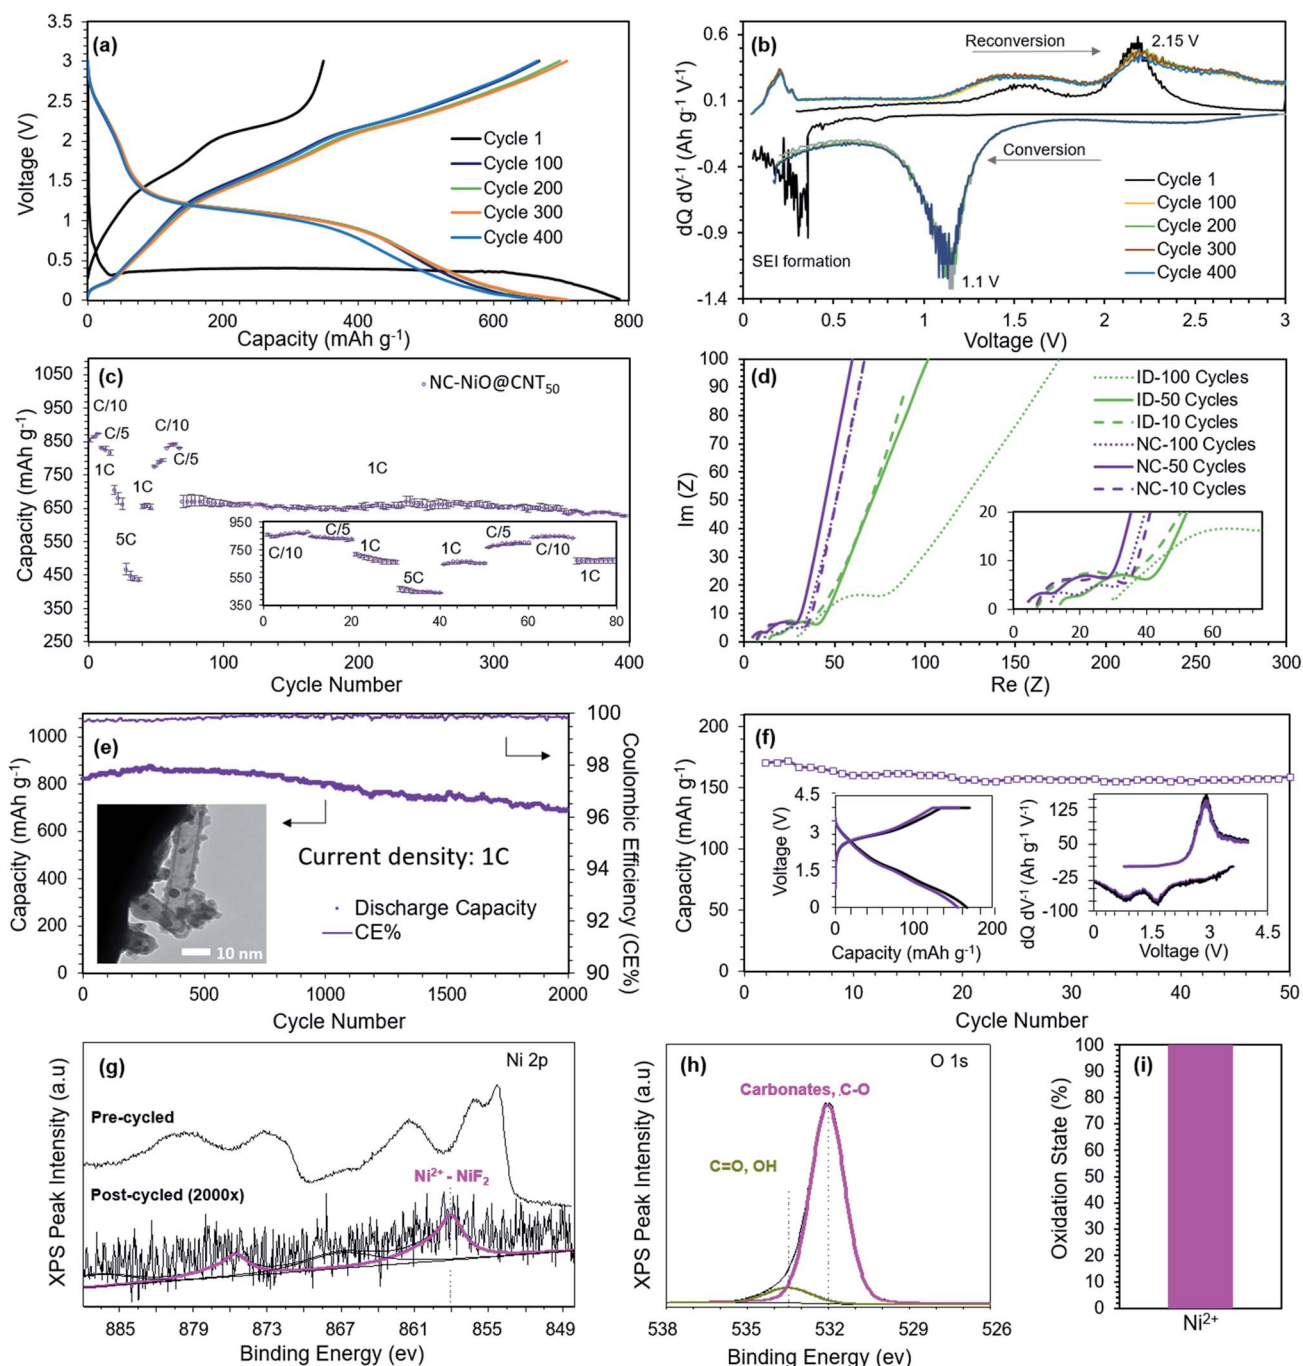 (a)
Voltage (V)
3.5
3
2.5
2
1.5
1
0.5
0
Cycle 1
Cycle 100
Cycle 200
Cycle 300
Cycle 400
0
200
400
600
800
Capacity (mAh g-1)
(b)
dQ dV-1 (Ah g-1 V-1)
0.6
0.1
-0.4
-0.9
-1.4
Reconversion
2.15 V
Conversion
SEI formation
1.1 V
Cycle 1
Cycle 100
Cycle 200
Cycle 300
Cycle 400
0
0.5
1
1.5
2
2.5
3
Voltage (V)
(c)
Capacity (mAh g-1)
1050
950
850
750
650
550
450
350
250
NC-NiO@CNT50
C/10
C/5
1C
5C
1C
C/10
C/5
1C
950
750
550
350
C/10
C/5
1C
5C
1C
C/5
C/10
1C
0
20
40
60
80
0
100
200
300
400
Cycle Number
(d)
Im (Z)
100
90
80
70
60
50
40
30
20
10
0
ID-100 Cycles
ID-50 Cycles
ID-10 Cycles
NC-100 Cycles
NC-50 Cycles
NC-10 Cycles
20
10
0
0
20
40
60
0
50
100
150
200
250
300
Re (Z)
(e)
Capacity (mAh g-1)
1000
800
600
400
200
0
Current density: 1C
Discharge Capacity
CE%
10 nm
100
98
96
94
92
90
Coulombic Efficiency (CE%)
0
500
1000
1500
2000
Cycle Number
(f)
Capacity (mAh g-1)
200
150
100
50
0
Voltage (V)
4.5
3
1.5
0
0
100
200
Capacity (mAh g-1)
dQ dV-1 (Ah g-1 V-1)
125
50
-25
-100
0
1.5
3
4.5
Voltage (V)
0
10
20
30
40
50
Cycle Number
(g)
Ni 2p
XPS Peak Intensity (a.u)
Pre-cycled
Ni2+ - NiF2
Post-cycled (2000x)
885
879
873
867
861
855
849
Binding Energy (ev)
(h)
O 1s
XPS Peak Intensity (a.u)
Carbonates, C-O
C=O, OH
538
535
532
529
526
Binding Energy (ev)
(i)
Oxidation State (%)
100
90
80
70
60
50
40
30
20
10
0
Ni2+